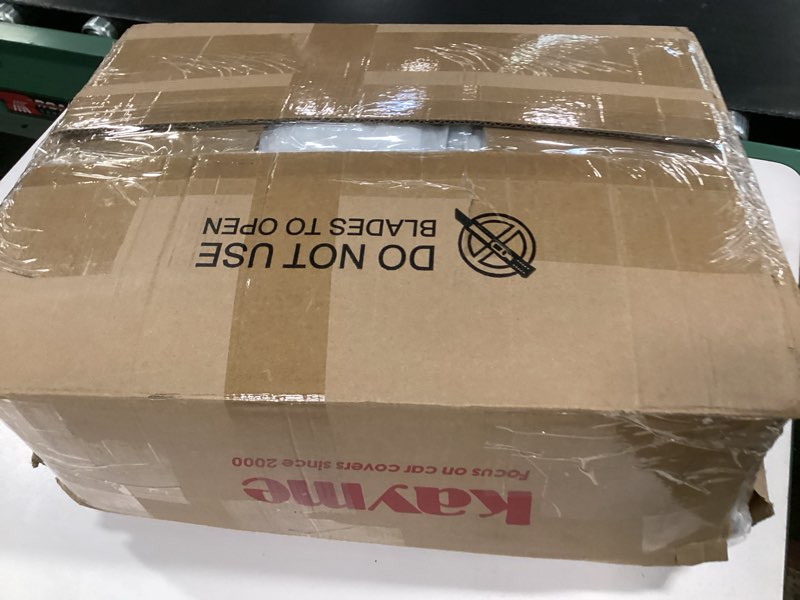 DO NOT USE
BLADES TO OPEN
kayme
Focus on car covers since 2000